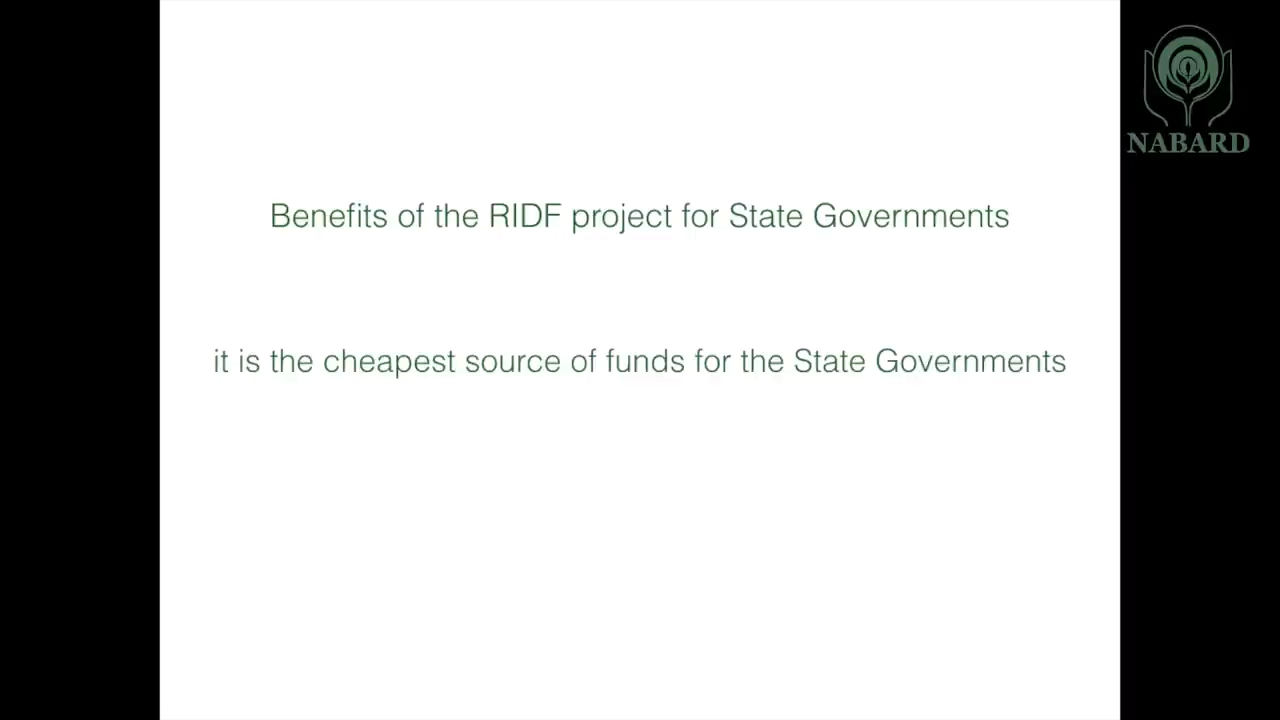 NABARD
Benefits of the RIDF project for State Governments
it is the cheapest source of funds for the State Governments